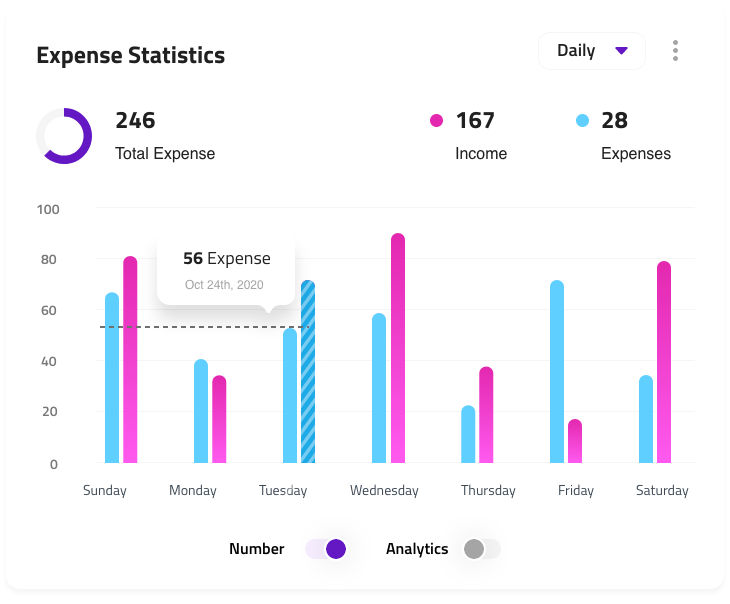 Expense Statistics
Daily
246
Total Expense
167
Income
28
Expenses
100
80
60
40
20
0
56 Expense
Oct 24th, 2020
Sunday Monday Tuesday Wednesday Thursday Friday Saturday
Number
Analytics